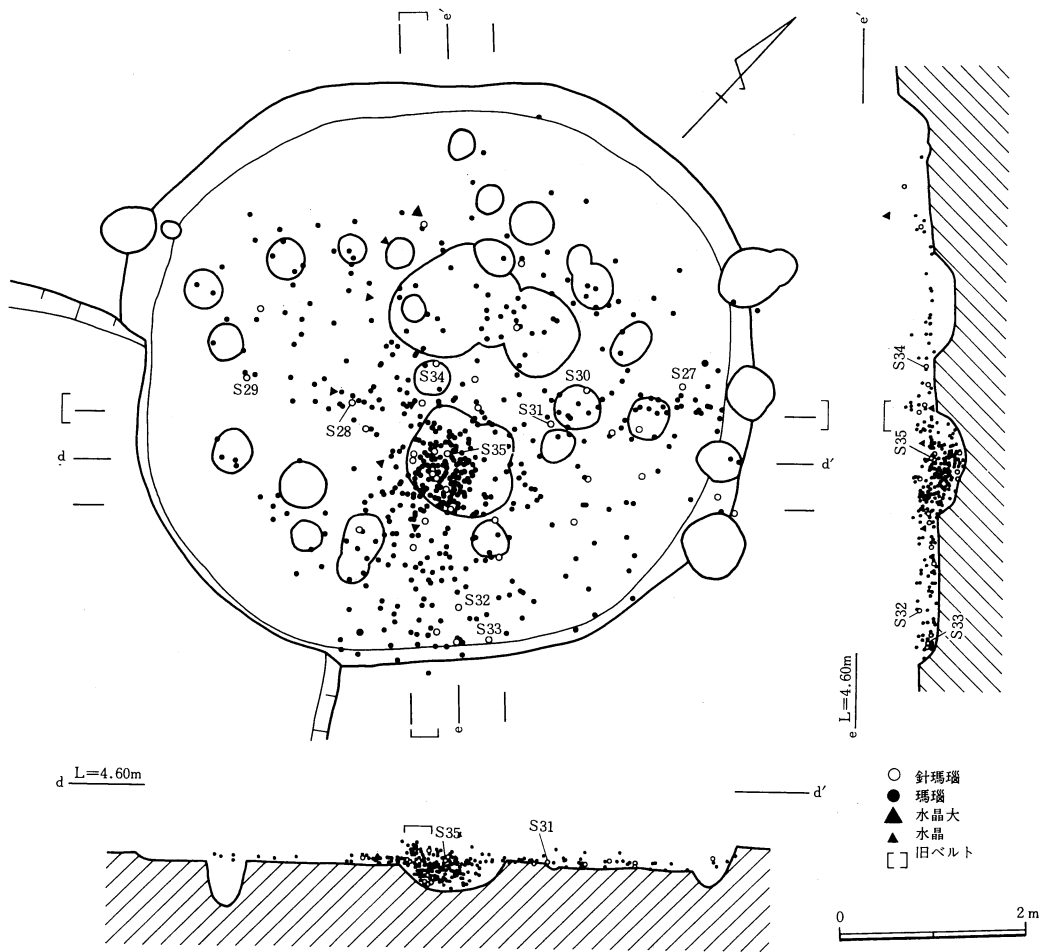 e′
S34
S30
S27
S29
S31
S28
S35
d
d′
S32
S33
e
S34
S35
S32
S33
e′
e L=4.60m
d L=4.60m
d′
S35
S31
針瑪瑙
瑪瑙
水晶大
水晶
旧ベルト
0
2m